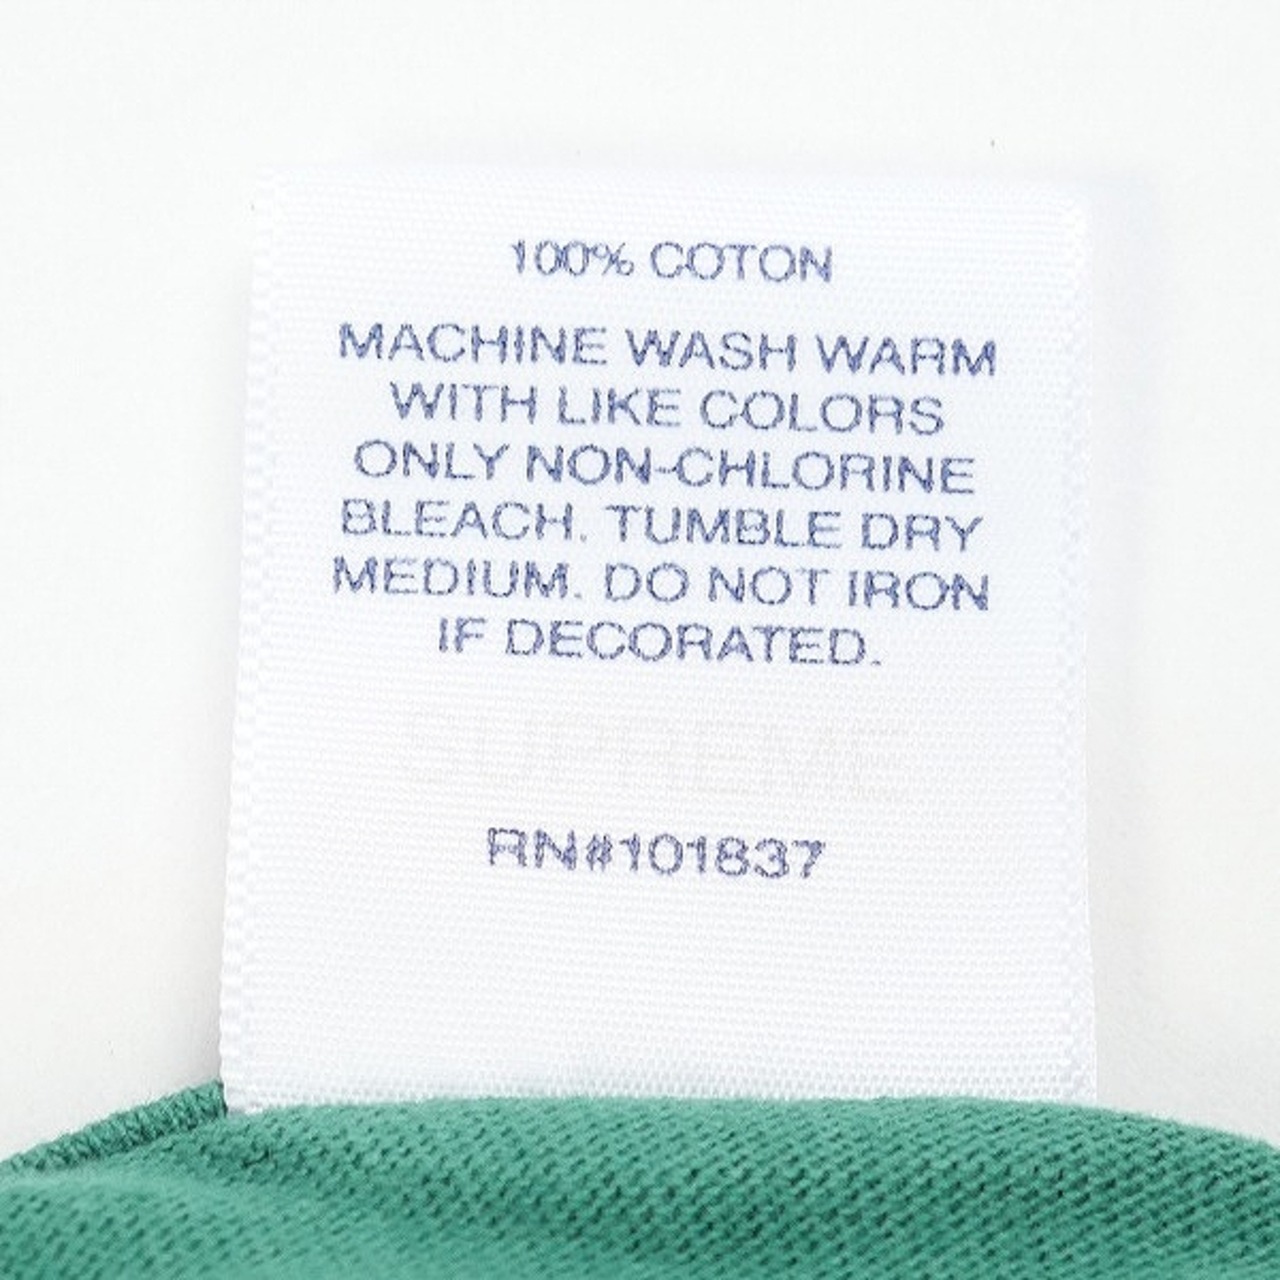 100% COTON
MACHINE WASH WARM
WITH LIKE COLORS
ONLY NON-CHLORINE
BLEACH. TUMBLE DRY
MEDIUM. DO NOT IRON
IF DECORATED.
SUPREME
RN#101837